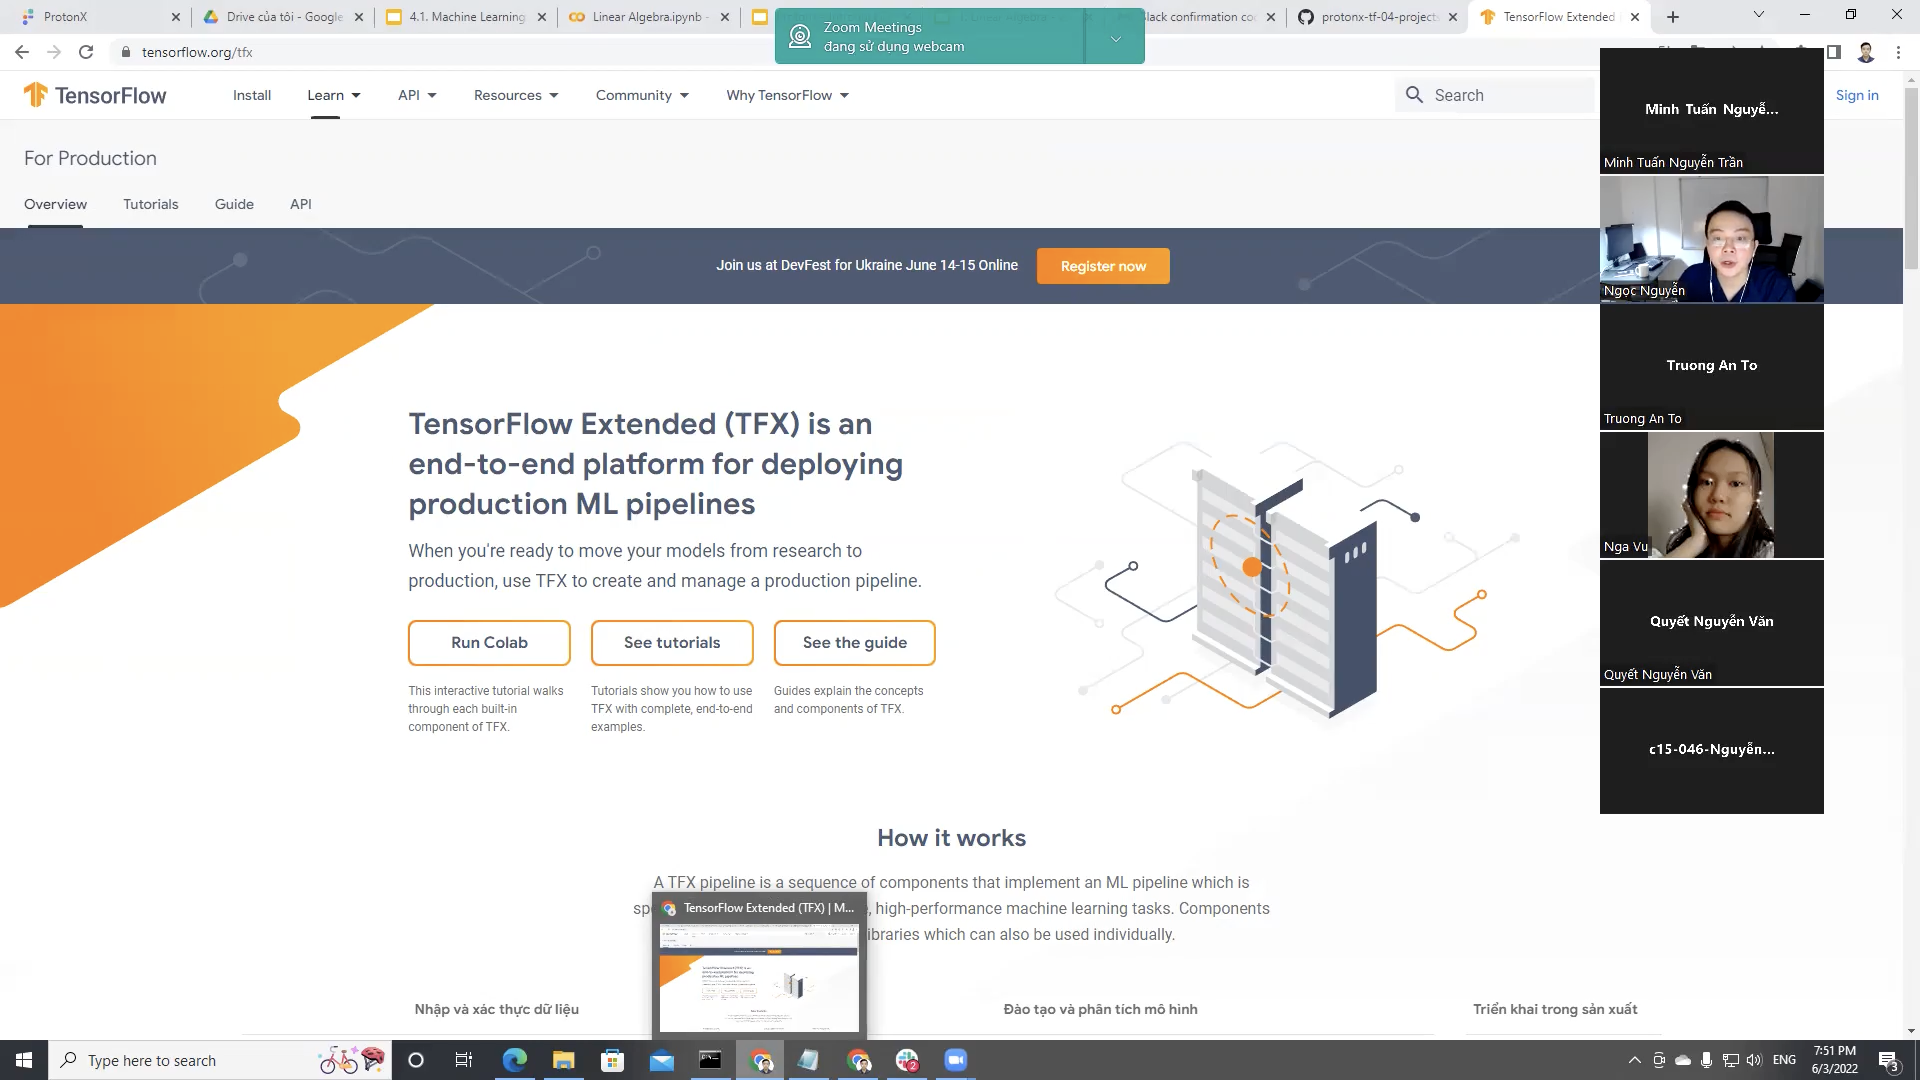 ProtonX
Drive của tôi - Google
4.1. Machine Learning
Linear Algebra.ipynb -
Slack confirmation co
protonx-tf-04-projects
TensorFlow Extended
Zoom Meetings
đang sử dụng webcam
tensorflow.org/tfx
TensorFlow
Install
Learn
API
Resources
Community
Why TensorFlow
Search
Sign in
For Production
Overview
Tutorials
Guide
API
Join us at DevFest for Ukraine June 14-15 Online
Register now
TensorFlow Extended (TFX) is an
end-to-end platform for deploying
production ML pipelines
When you're ready to move your models from research to
production, use TFX to create and manage a production pipeline.
Run Colab
See tutorials
See the guide
This interactive tutorial walks
through each built-in
component of TFX.
Tutorials show you how to use
TFX with complete, end-to-end
examples.
Guides explain the concepts
and components of TFX.
How it works
A TFX pipeline is a sequence of components that implement an ML pipeline which is
high-performance machine learning tasks. Components
which can also be used individually.
TensorFlow Extended (TFX) | M...
Nhập và xác thực dữ liệu
Đào tạo và phân tích mô hình
Triển khai trong sản xuất
Minh Tuấn Nguyễ...
Minh Tuấn Nguyễn Trần
Ngọc Nguyễn
Truong An To
Truong An To
Nga Vu
Quyết Nguyễn Văn
Quyết Nguyễn Văn
c15-046-Nguyễn...
Type here to search
ENG
7:51 PM
6/3/2022
3